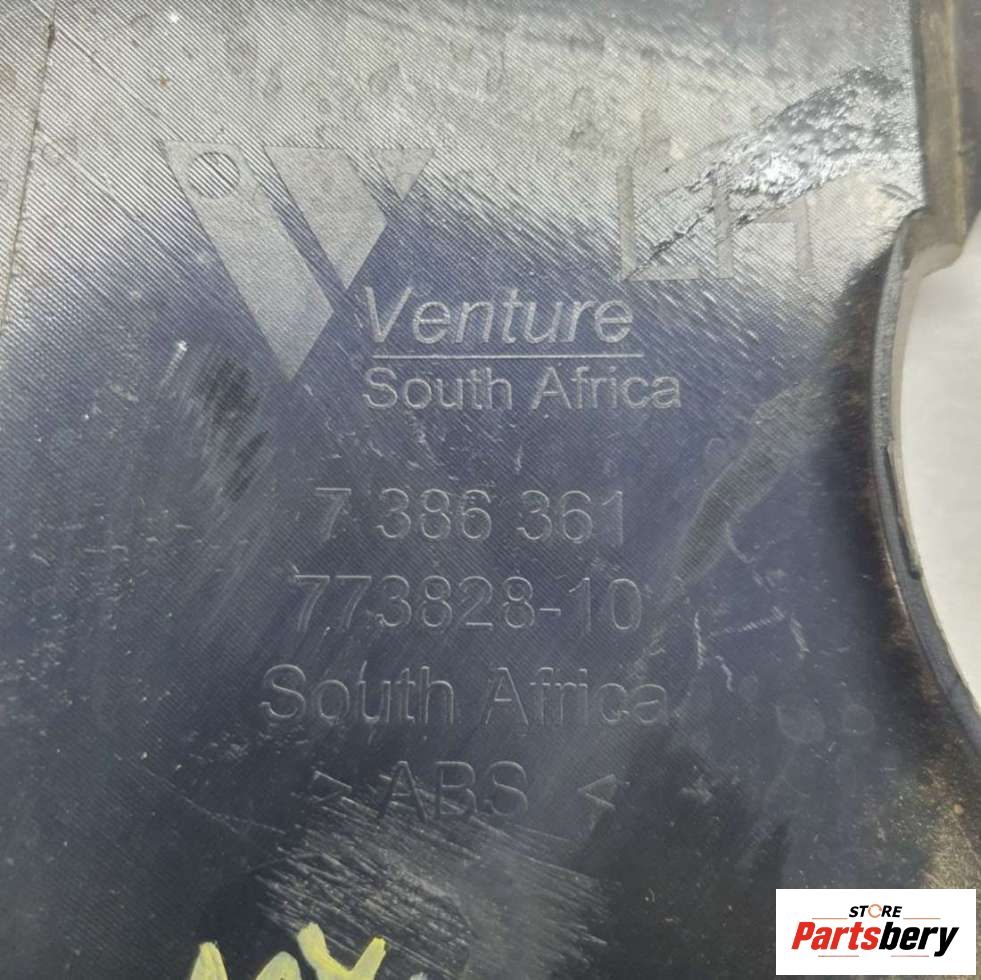 LH
Venture
South Africa
7 386 361
773828-10
South Africa
> ABS <
STORE
Partsbery